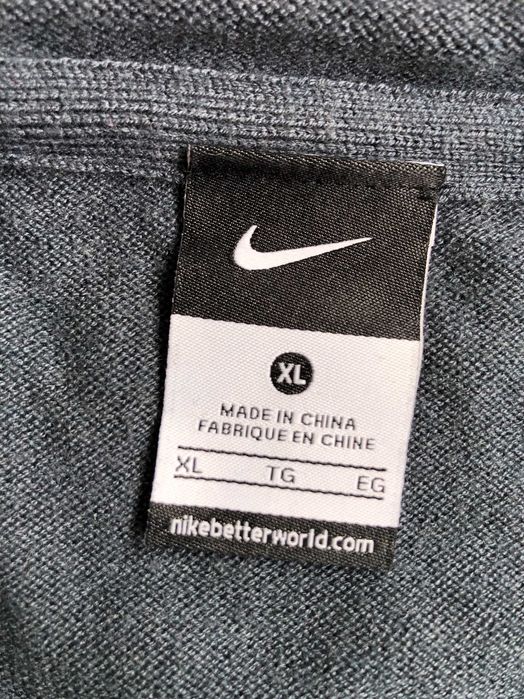 XL
MADE IN CHINA
FABRIQUE EN CHINE
XL TG EG
nikebetterworld.com